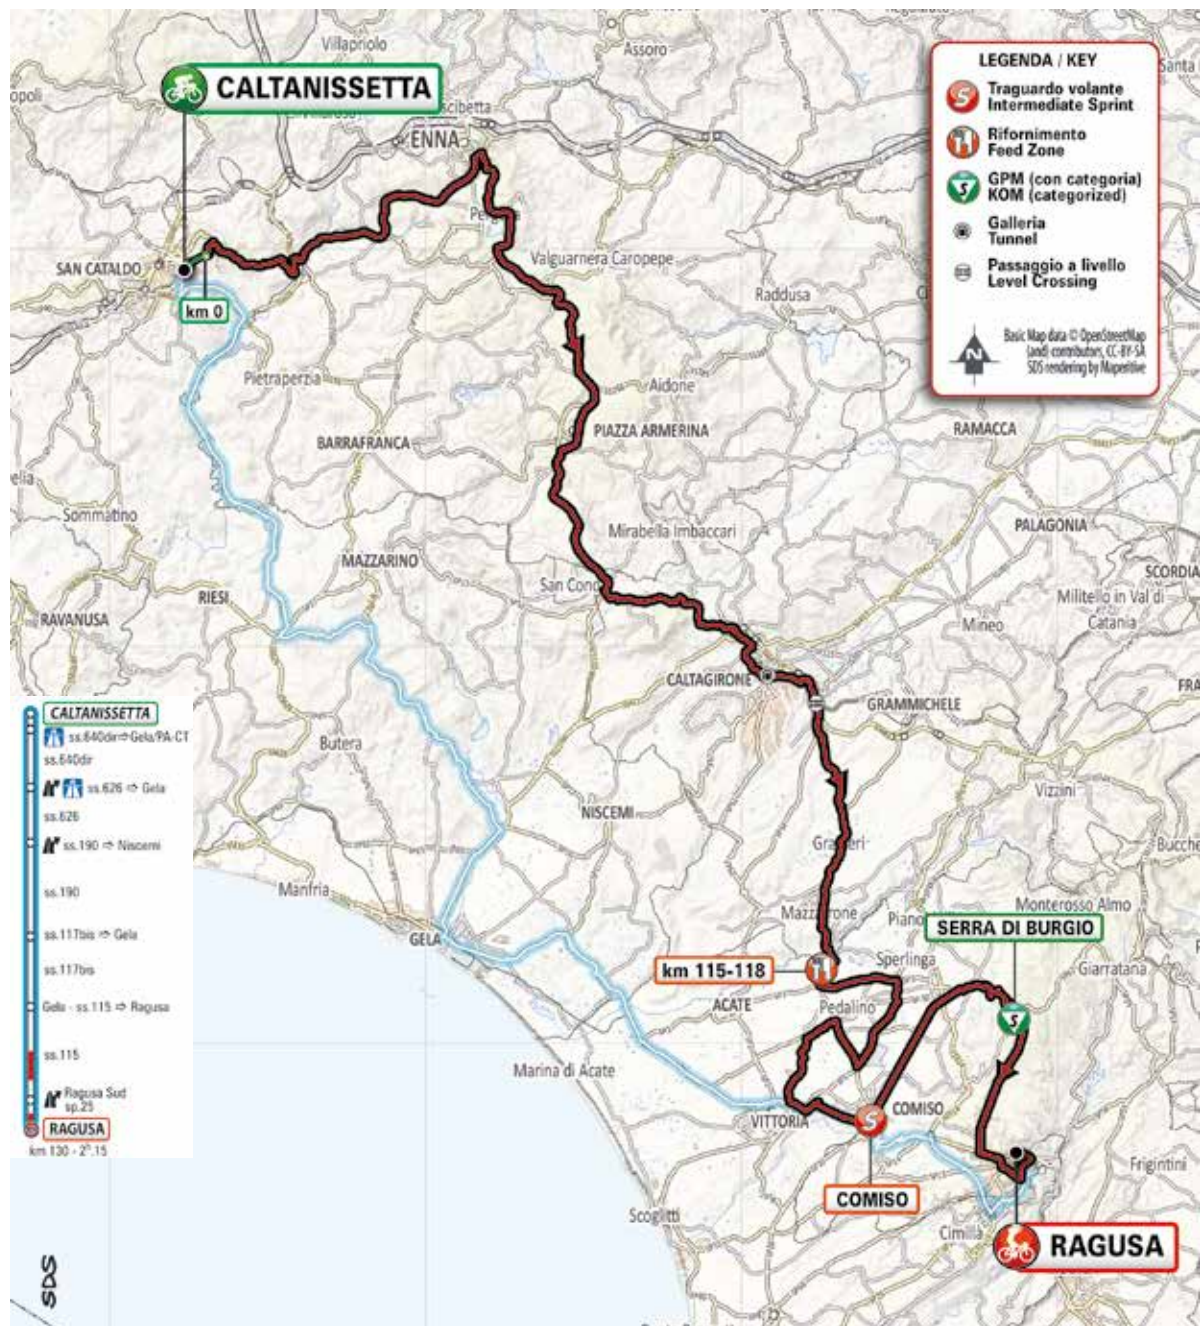 Villapriolo
Assoro
CALTANISSETTA
ENNA
LEGENDA / KEY
Traguardo volante
Intermediate Sprint
Rifornimento
Feed Zone
GPM (con categoria)
KOM (categorized)
Galleria
Tunnel
Passaggio a livello
Level Crossing
N
Basic Map data © OpenStreetMap
(and) contributors, CC-BY-SA
SDS rendering by Maperitive
SAN CATALDO
km 0
Valguarnera Caropepe
Raddusa
Pietraperzia
Aidone
BARRAFRANCA
PIAZZA ARMERINA
RAMACCA
Sommatino
Mirabella Imbaccari
PALAGONIA
MAZZARINO
SCORDIA
RIESI
RAVANUSA
Militello in Val di
Catania
Mineo
CALTAGIRONE
GRAMMICHELE
CALTANISSETTA
ss.640dir⇨Gela/PA-CT
ss.640dir
ss.626 ⇨ Gela
ss.626
ss.190 ⇨ Niscemi
ss.190
ss.117bis ⇨ Gela
ss.117bis
Gela - ss.115 ⇨ Ragusa
ss.115
Ragusa Sud
sp.25
RAGUSA
km 130 - 2ʰ.15
Butera
NISCEMI
Vizzini
Manfria
GELA
Monterosso Almo
SERRA DI BURGIO
Sperlinga
Giarratana
km 115-118
ACATE
Pedalino
S
Marina di Acate
VITTORIA
S
COMISO
COMISO
Frigintini
Scoglitti
Cimillà
RAGUSA
SDS